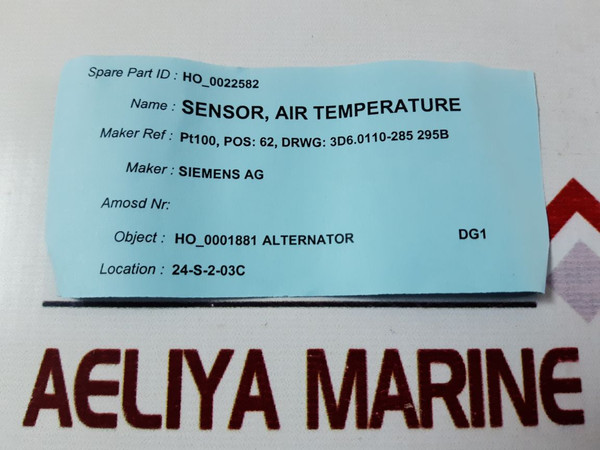 Spare Part ID : HO_0022582
Name : SENSOR, AIR TEMPERATURE
Maker Ref : Pt100, POS: 62, DRWG: 3D6.0110-285 295B
Maker : SIEMENS AG
Amosd Nr:
Object : HO_0001881 ALTERNATOR DG1
Location : 24-S-2-03C
AELIYA MARINE